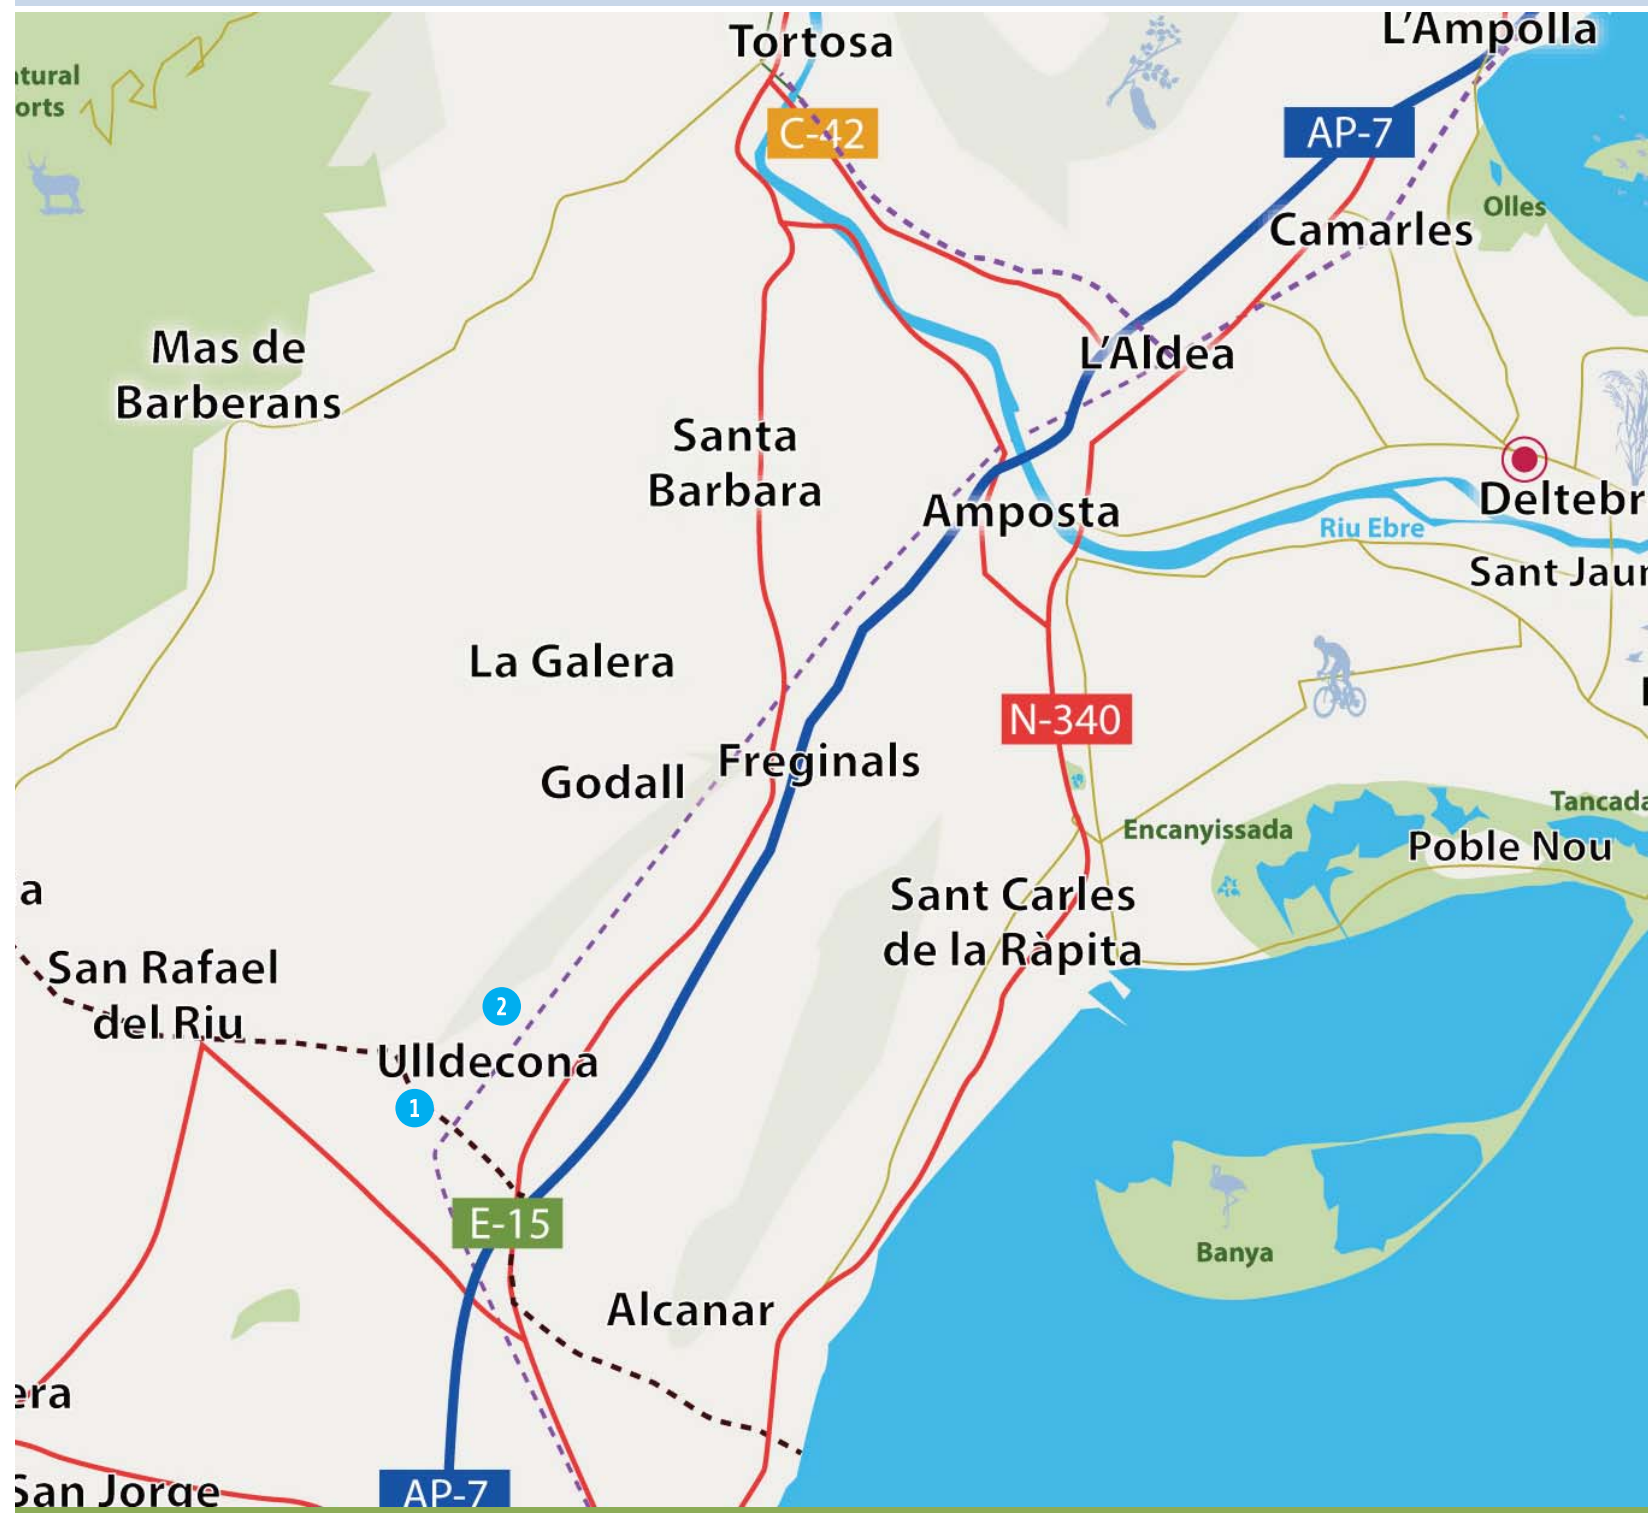 L'Ampolla
Tortosa
tural
orts
C-42
AP-7
Olles
Camarles
Mas de
Barberans
L'Aldea
Santa
Barbara
Deltebr
Amposta
Riu Ebre
Sant Jaum
La Galera
N-340
Freginals
Godall
Tancada
Encanyissada
Poble Nou
a
Sant Carles
de la Ràpita
San Rafael
del Riu
2
Ulldecona
1
E-15
Banya
Alcanar
era
San Jorge
AP-7